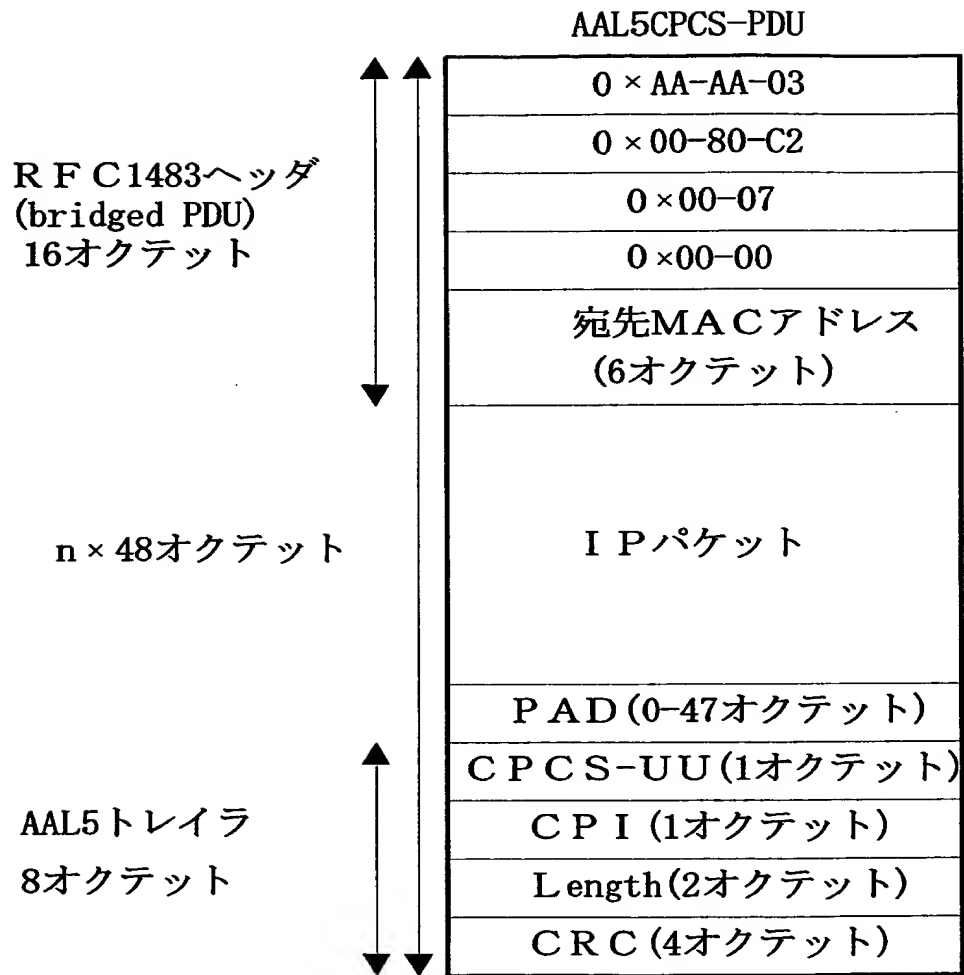 AAL5CPCS-PDU
0×AA-AA-03
0×00-80-C2
0×00-07
0×00-00
宛先MACアドレス
(6オクテット)
IPパケット
PAD(0-47オクテット)
CPCS-UU(1オクテット)
CPI(1オクテット)
Length(2オクテット)
CRC(4オクテット)
RFC1483ヘッダ
(bridged PDU)
16オクテット
n×48オクテット
AAL5トレイラ
8オクテット